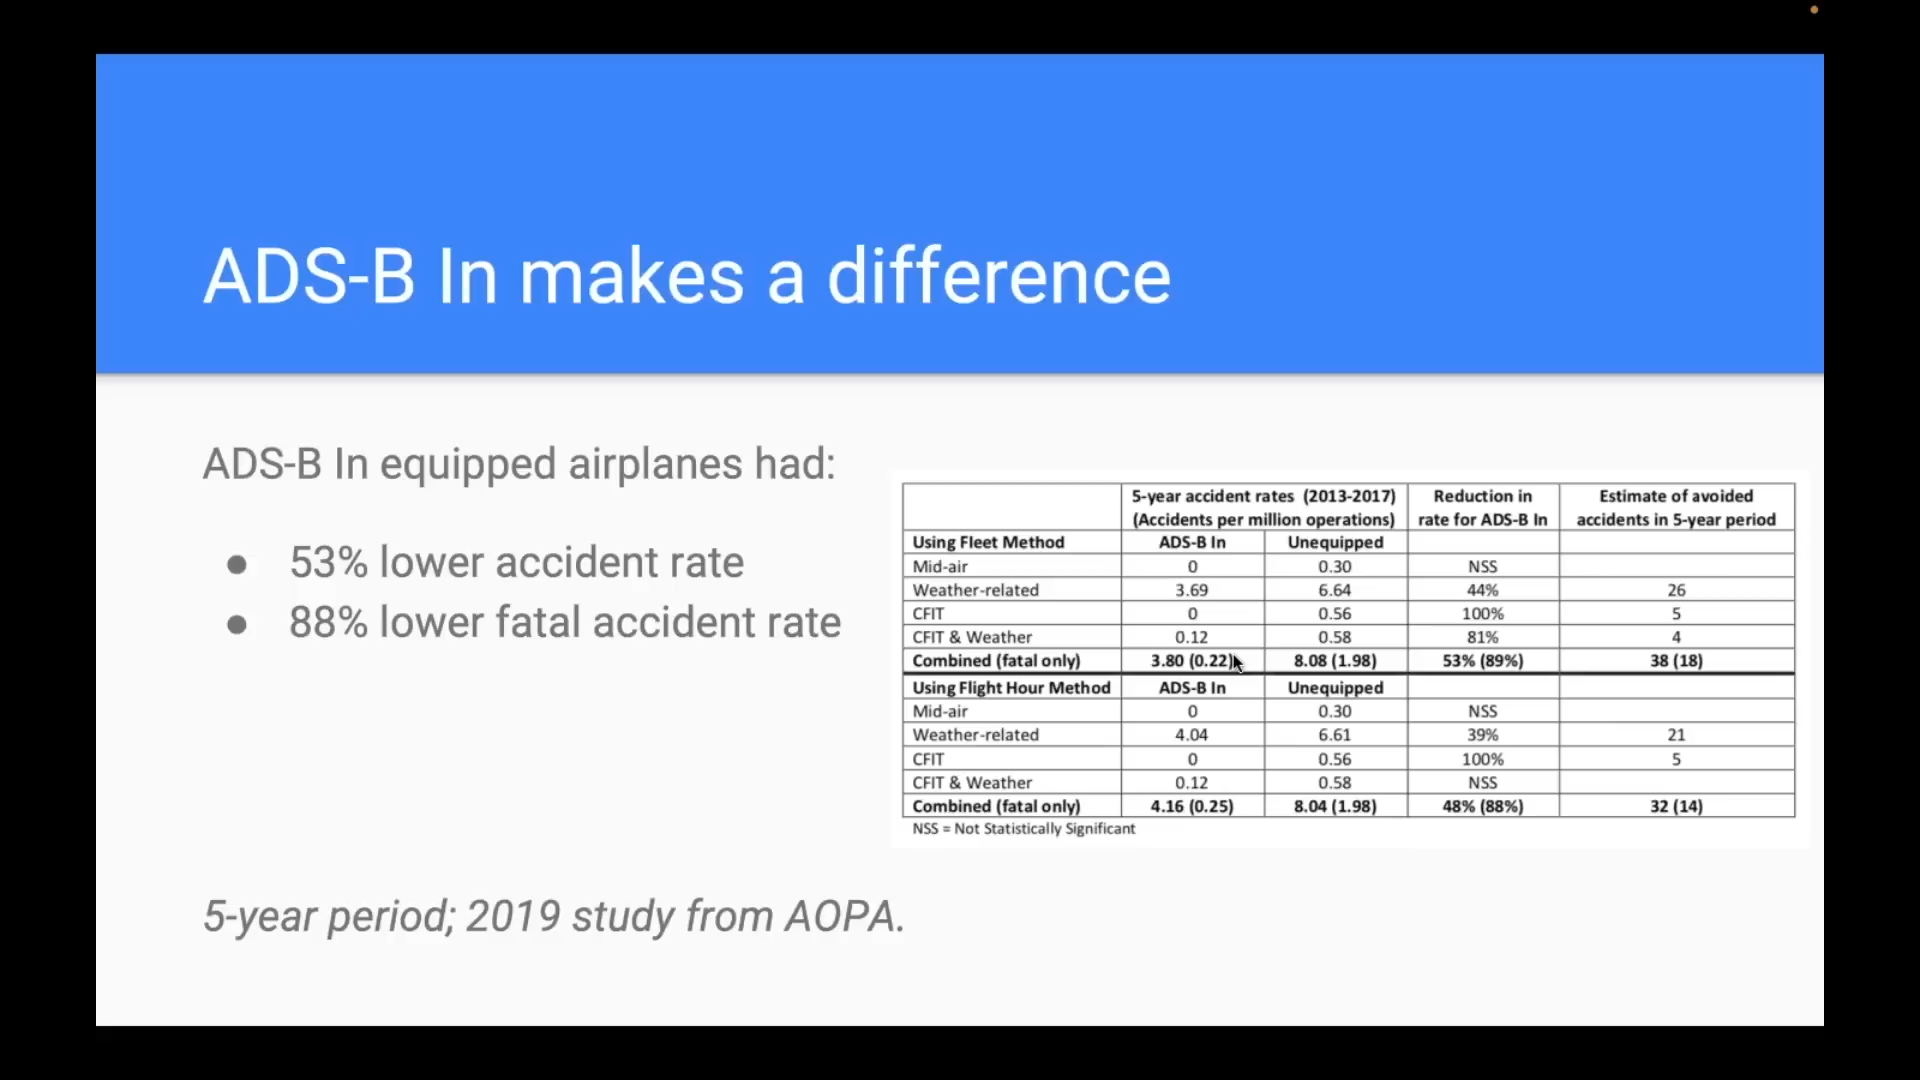 ADS-B In makes a difference
ADS-B In equipped airplanes had:
● 53% lower accident rate
● 88% lower fatal accident rate
5-year accident rates (2013-2017) Reduction in Estimate of avoided
(Accidents per million operations) rate for ADS-B In accidents in 5-year period
Using Fleet Method ADS-B In Unequipped
Mid-air 0 0.30 NSS
Weather-related 3.69 6.64 44% 26
CFIT 0 0.56 100% 5
CFIT & Weather 0.12 0.58 81% 4
Combined (fatal only) 3.80 (0.22) 8.08 (1.98) 53% (89%) 38 (18)
Using Flight Hour Method ADS-B In Unequipped
Mid-air 0 0.30 NSS
Weather-related 4.04 6.61 39% 21
CFIT 0 0.56 100% 5
CFIT & Weather 0.12 0.58 NSS
Combined (fatal only) 4.16 (0.25) 8.04 (1.98) 48% (88%) 32 (14)
NSS = Not Statistically Significant
5-year period; 2019 study from AOPA.